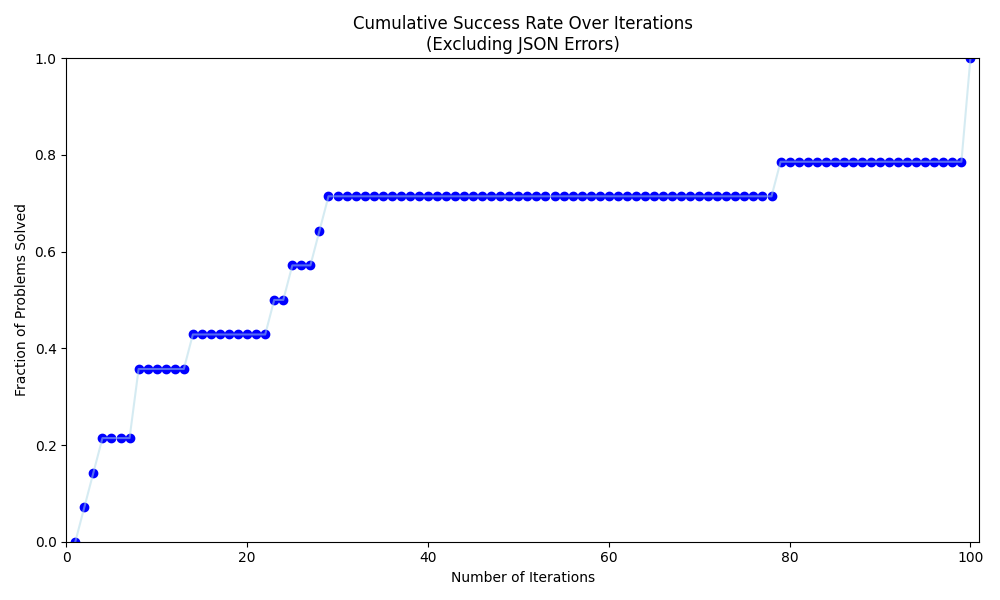 Cumulative Success Rate Over Iterations
(Excluding JSON Errors)
Fraction of Problems Solved
1.0
0.8
0.6
0.4
0.2
0.0
0 20 40 60 80 100
Number of Iterations